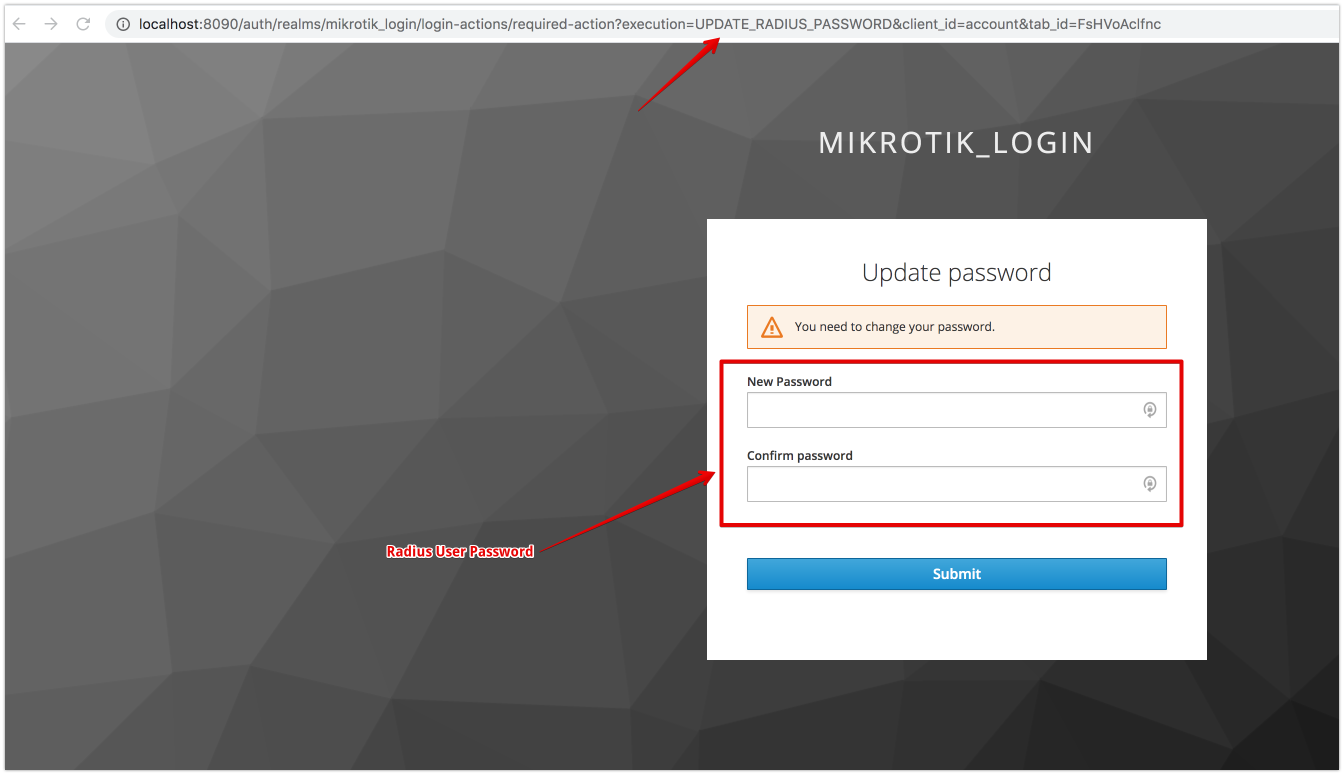 localhost:8090/auth/realms/mikrotik_login/login-actions/required-action?execution=UPDATE_RADIUS_PASSWORD&client_id=account&tab_id=FsHVoAclfnc
MIKROTIK_LOGIN
Update password
You need to change your password.
New Password
Confirm password
Radius User Password
Submit